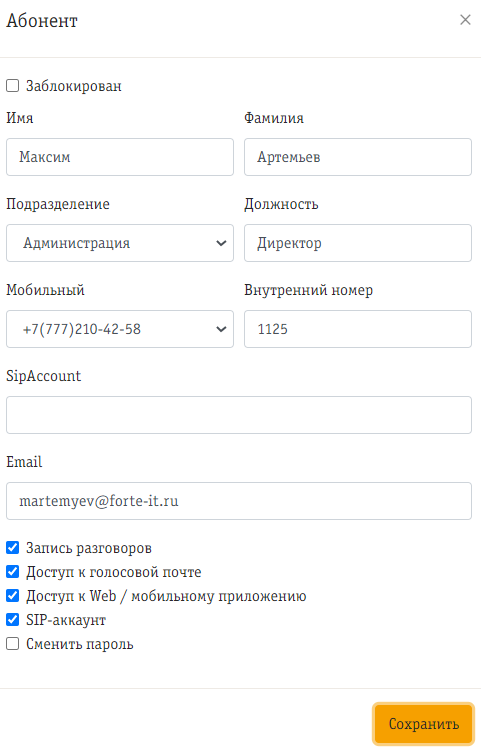 Абонент
Заблокирован
Имя Фамилия
Максим Артемьев
Подразделение Должность
Администрация Директор
Мобильный Внутренний номер
+7(777)210-42-58 1125
SipAccount
Email
martemyev@forte-it.ru
Запись разговоров
Доступ к голосовой почте
Доступ к Web / мобильному приложению
SIP-аккаунт
Сменить пароль
Сохранить